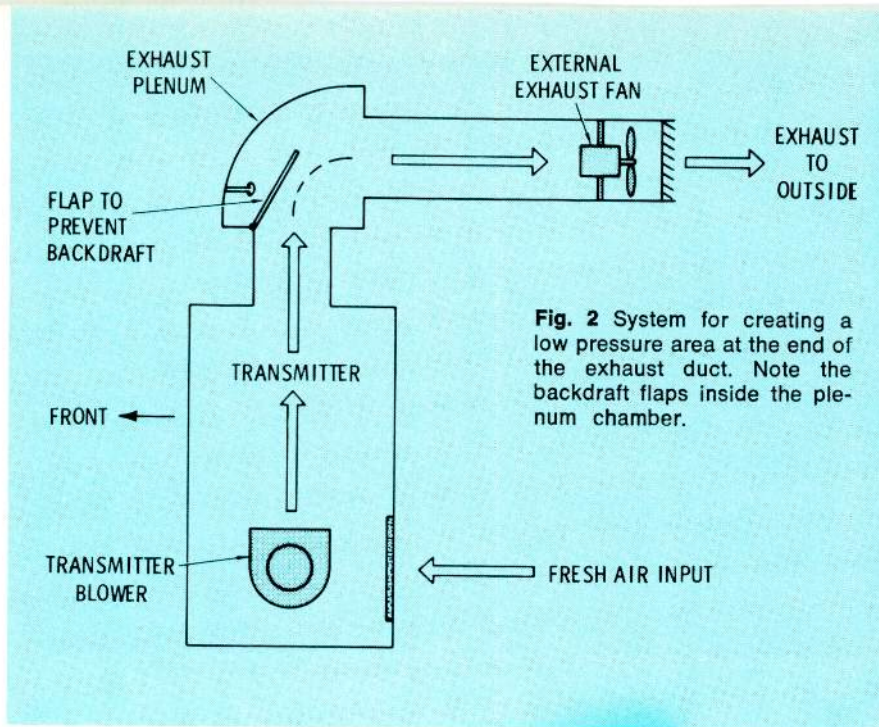 EXHAUST
PLENUM
EXTERNAL
EXHAUST FAN
EXHAUST
TO
OUTSIDE
FLAP TO
PREVENT
BACKDRAFT
Fig. 2 System for creating a
low pressure area at the end of
the exhaust duct. Note the
backdraft flaps inside the ple-
num chamber.
TRANSMITTER
FRONT
TRANSMITTER
BLOWER
FRESH AIR INPUT